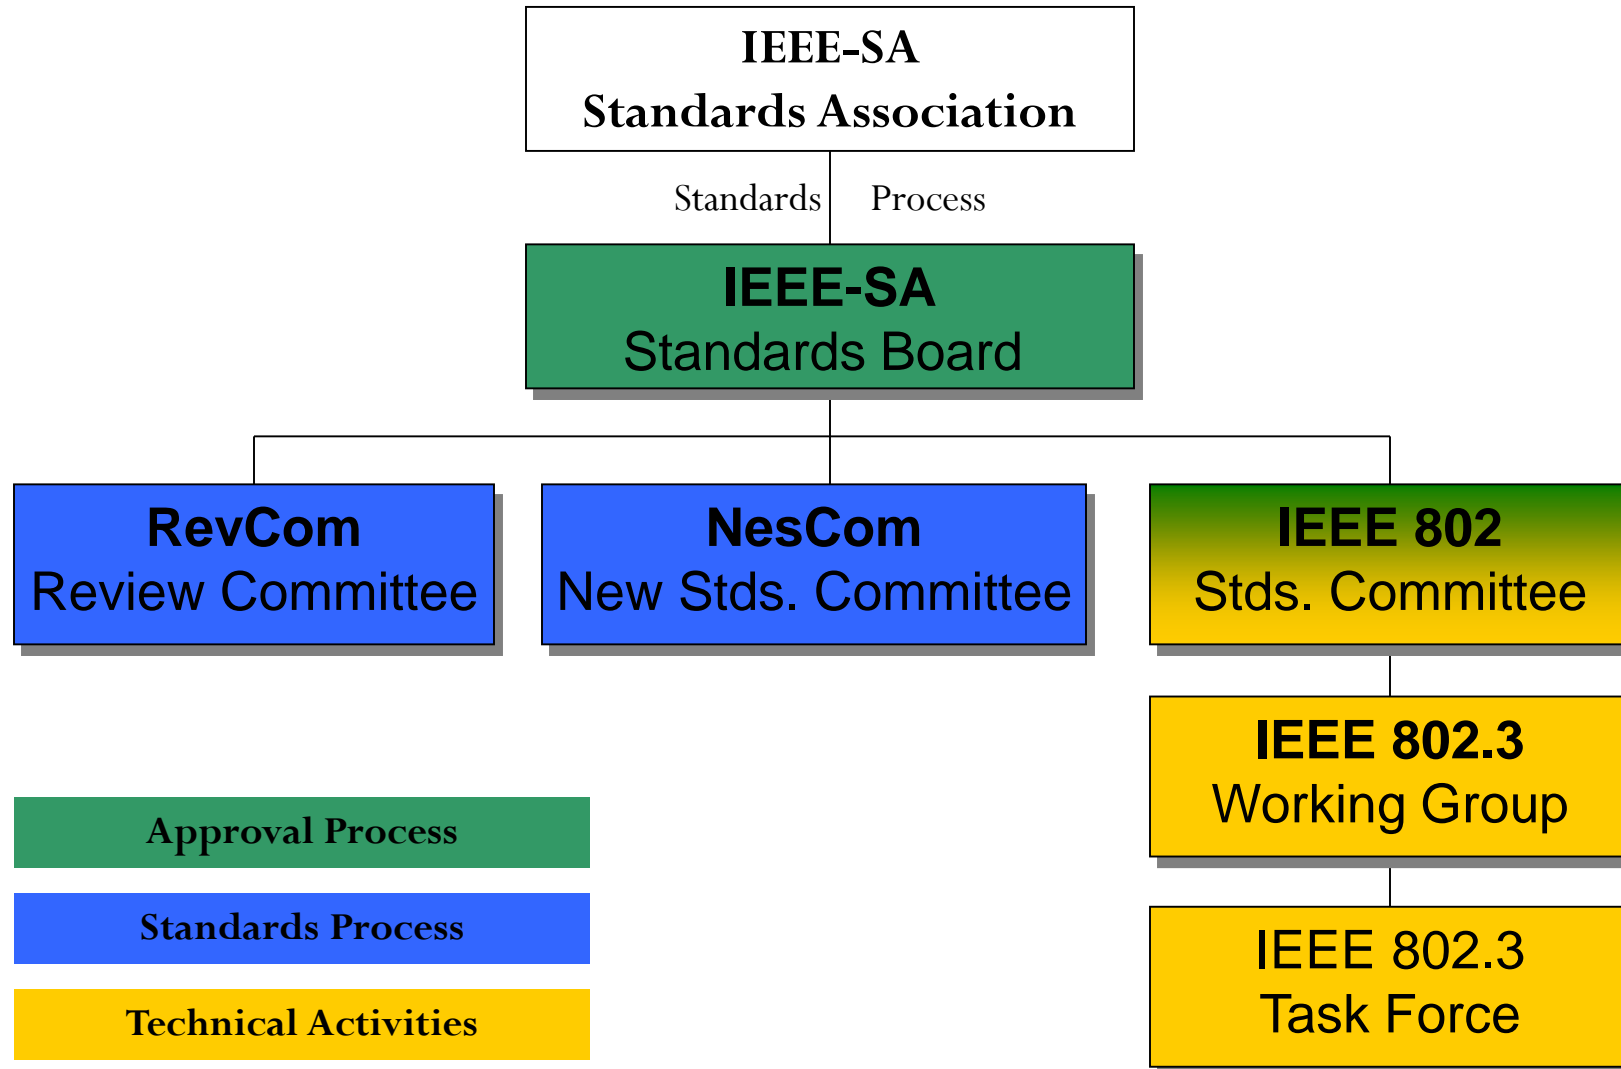 IEEE-SA
Standards Association
Standards Process
IEEE-SA
Standards Board
RevCom
Review Committee
NesCom
New Stds. Committee
IEEE 802
Stds. Committee
IEEE 802.3
Working Group
IEEE 802.3
Task Force
Approval Process
Standards Process
Technical Activities